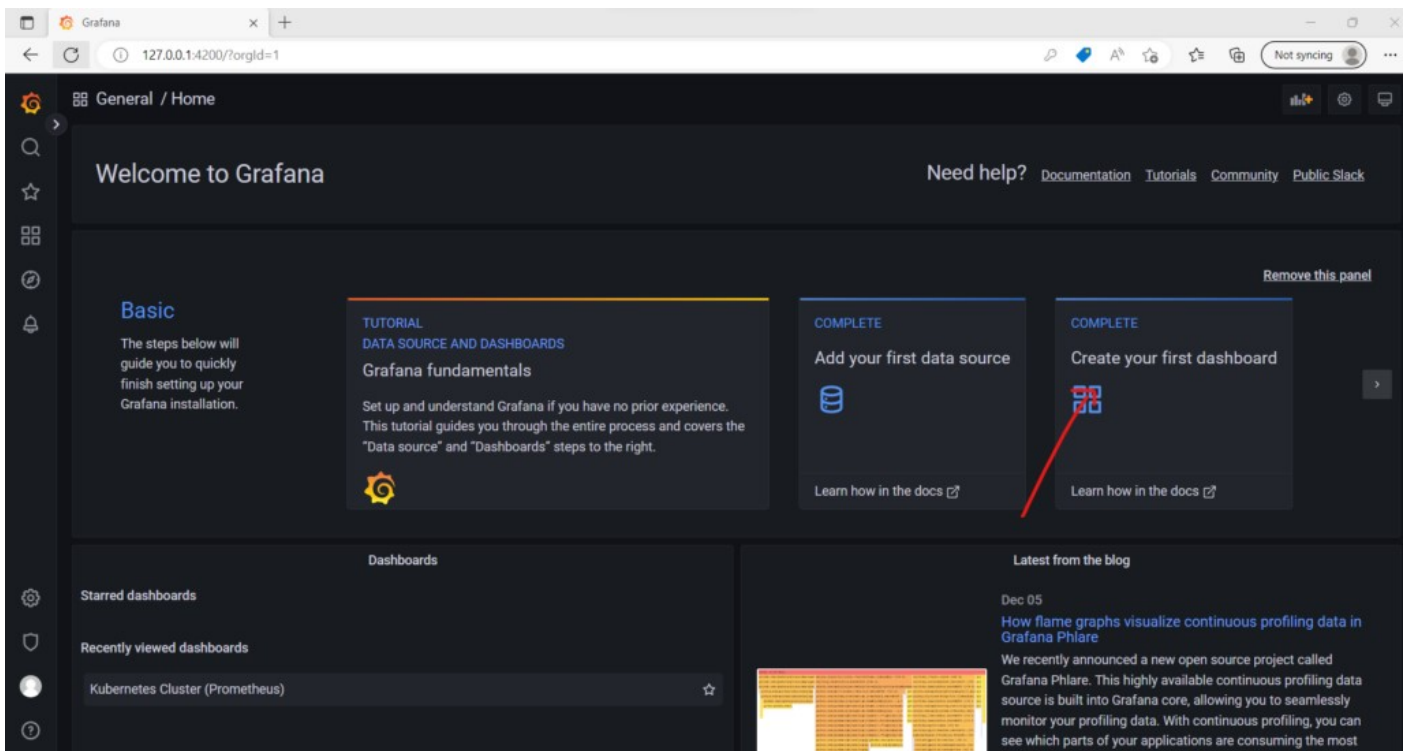 Grafana
127.0.0.1:4200/?orgId=1
Not syncing
General / Home
Welcome to Grafana
Need help? Documentation Tutorials Community Public Slack
Remove this panel
Basic
The steps below will
guide you to quickly
finish setting up your
Grafana installation.
TUTORIAL
DATA SOURCE AND DASHBOARDS
Grafana fundamentals
Set up and understand Grafana if you have no prior experience.
This tutorial guides you through the entire process and covers the
"Data source" and "Dashboards" steps to the right.
COMPLETE
Add your first data source
Learn how in the docs
COMPLETE
Create your first dashboard
Learn how in the docs
Dashboards
Starred dashboards
Recently viewed dashboards
Kubernetes Cluster (Prometheus)
Latest from the blog
Dec 05
How flame graphs visualize continuous profiling data in
Grafana Phlare
We recently announced a new open source project called
Grafana Phlare. This highly available continuous profiling data
source is built into Grafana core, allowing you to seamlessly
monitor your profiling data. With continuous profiling, you can
see which parts of your applications are consuming the most